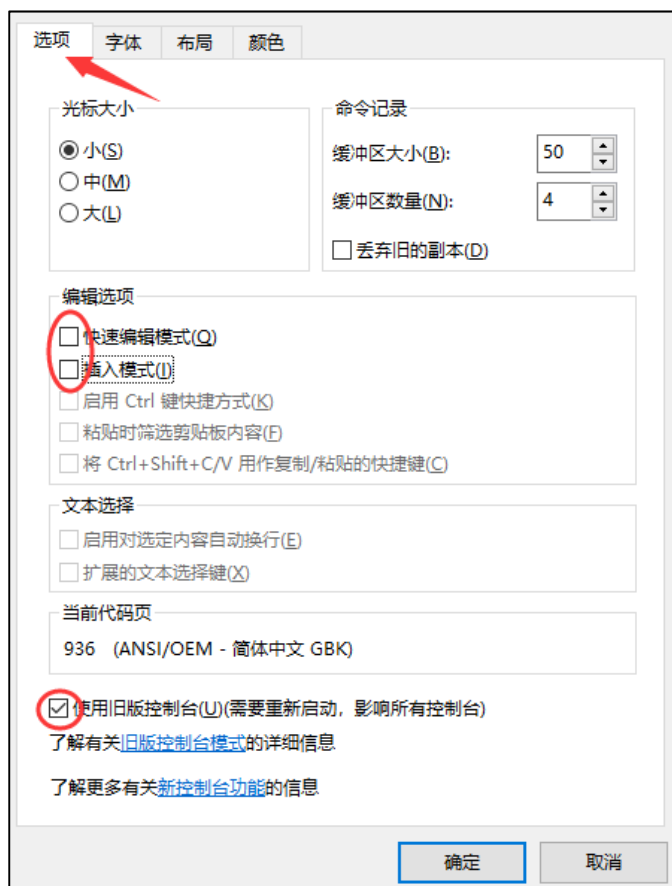 选项 字体 布局 颜色
光标大小
小(S)
中(M)
大(L)
命令记录
缓冲区大小(B): 50
缓冲区数量(N): 4
丢弃旧的副本(D)
编辑选项
快速编辑模式(Q)
插入模式(I)
启用 Ctrl 键快捷方式(K)
粘贴时筛选剪贴板内容(F)
将 Ctrl+Shift+C/V 用作复制/粘贴的快捷键(C)
文本选择
启用对选定内容自动换行(E)
扩展的文本选择键(X)
当前代码页
936 (ANSI/OEM - 简体中文 GBK)
使用旧版控制台(U)(需要重新启动，影响所有控制台)
了解有关旧版控制台模式的详细信息
了解更多有关新控制台功能的信息
确定 取消